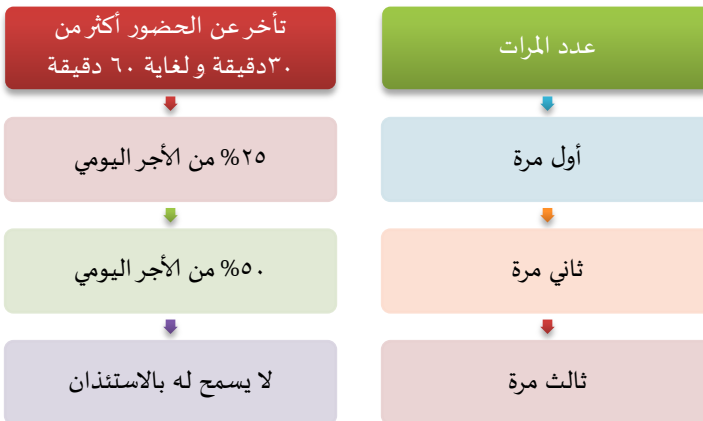 عدد المرات
تأخر عن الحضور أكثر من
٣٠دقيقة ولغاية ٦٠ دقيقة
أول مرة
٢٥% من الأجر اليومي
ثاني مرة
٥٠% من الأجر اليومي
ثالث مرة
لا يسمح له بالاستئذان